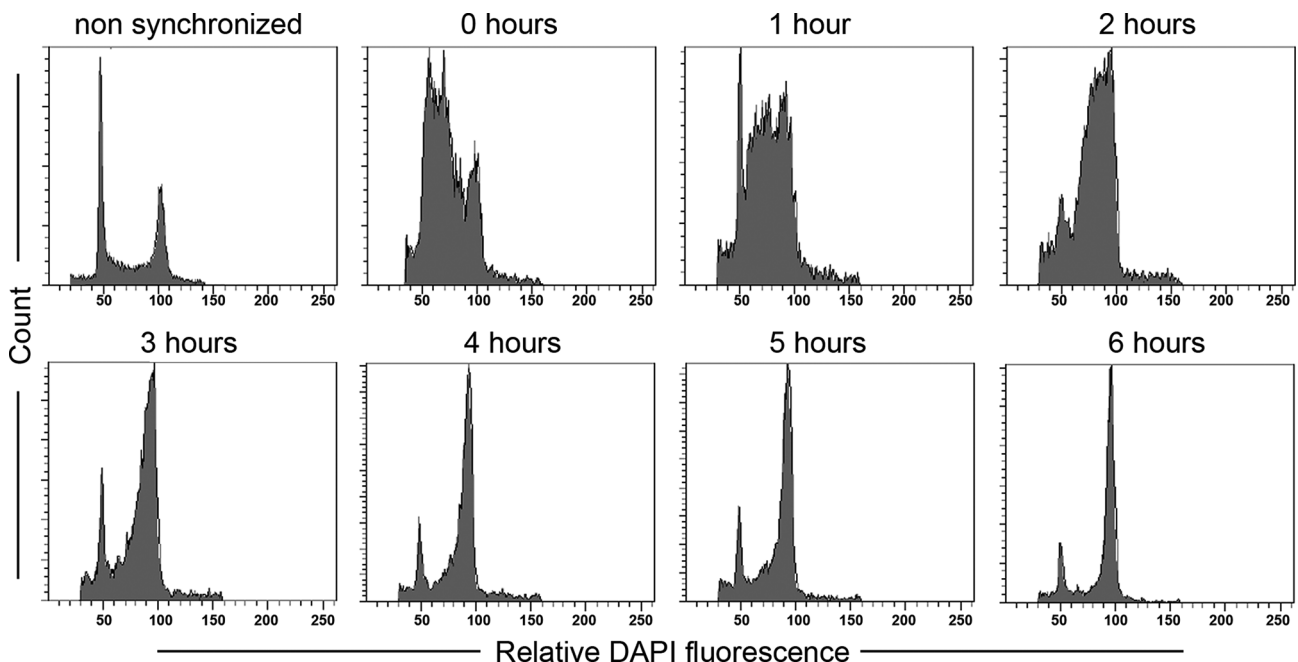 non synchronized 0 hours 1 hour 2 hours
50 100 150 200 250 50 100 150 200 250 50 100 150 200 250 50 100 150 200 250
Count
3 hours 4 hours 5 hours 6 hours
50 100 150 200 250 50 100 150 200 250 50 100 150 200 250 50 100 150 200 250
Relative DAPI fluorescence